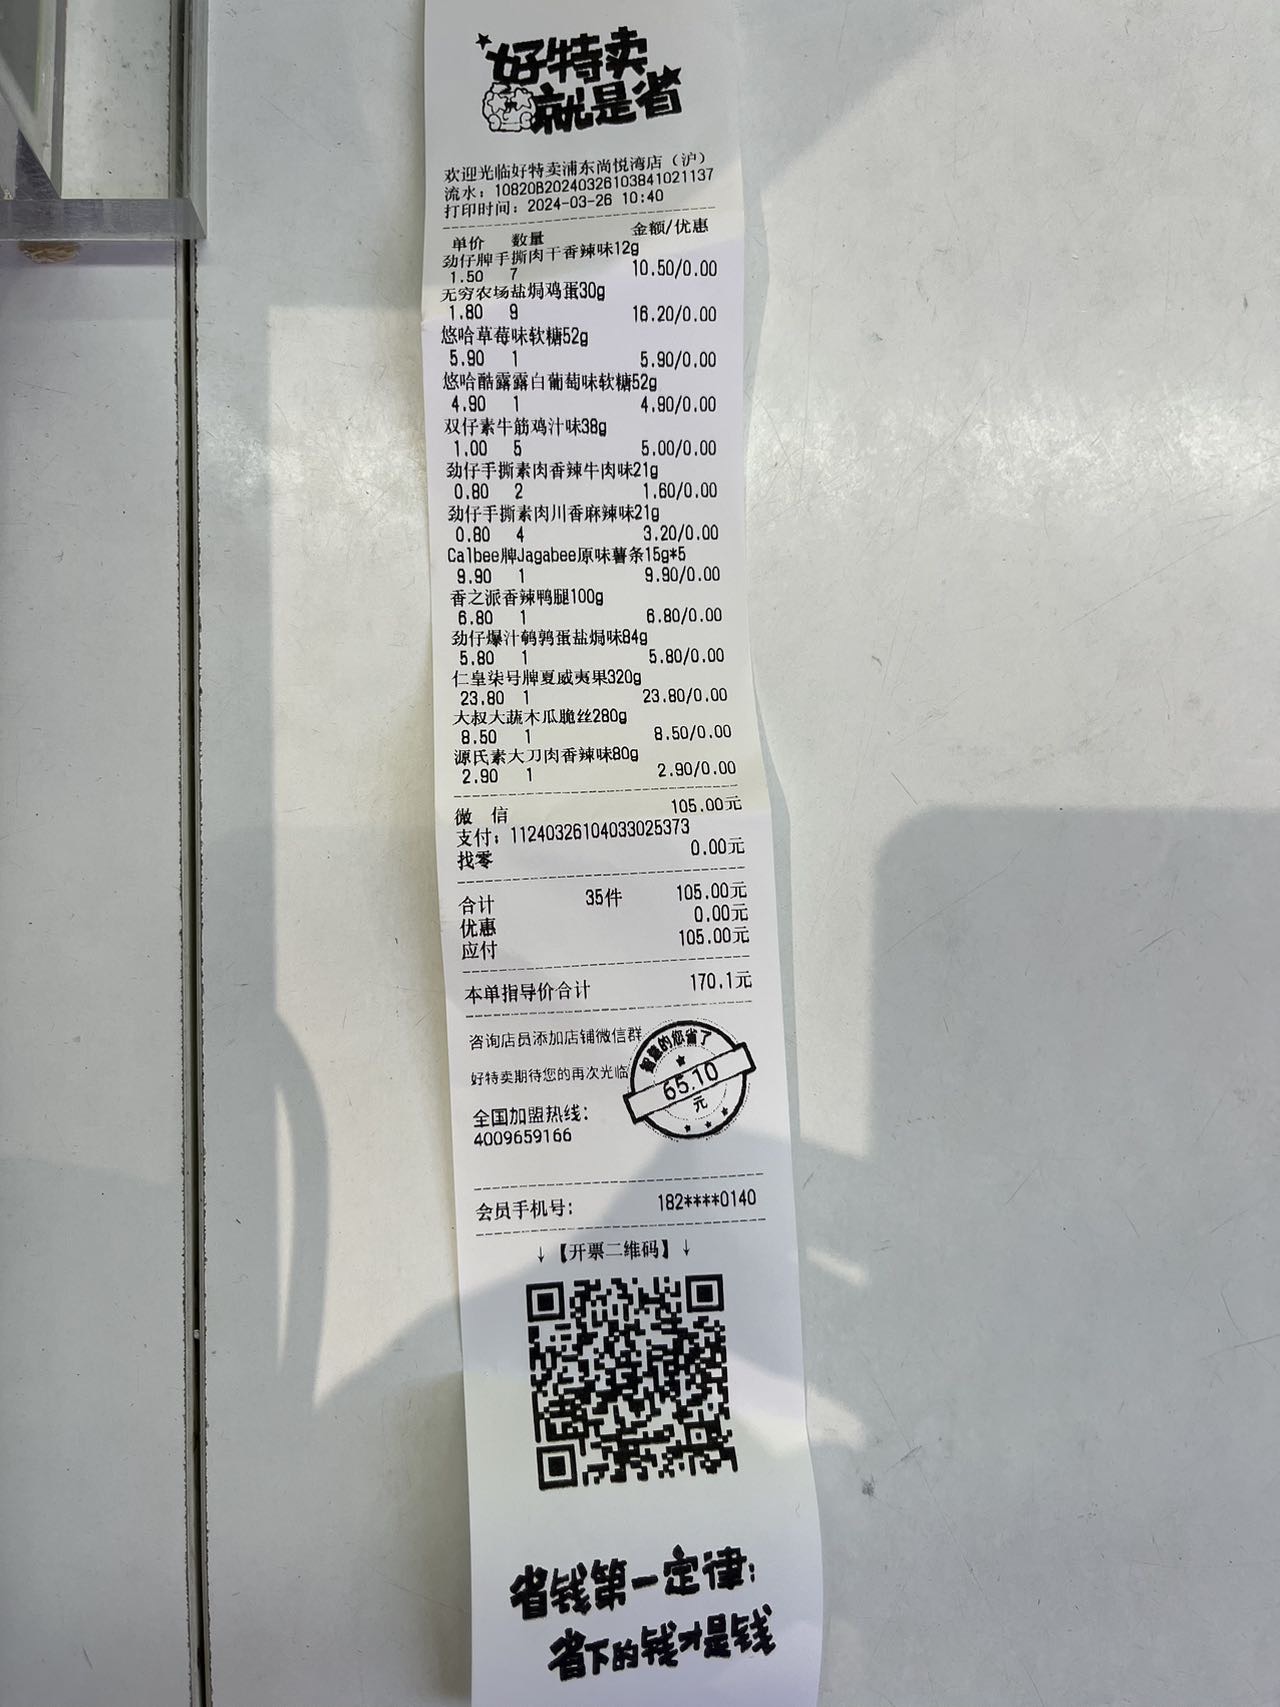 好特卖
就是省
欢迎光临好特卖浦东尚悦湾店（沪）
流水：10820B20240326103841021137
打印时间：2024-03-26 10:40
单价 数量 金额/优惠
劲仔牌手撕肉干香辣味12g
1.50 7 10.50/0.00
无穷农场盐焗鸡蛋30g
1.80 9 16.20/0.00
悠哈草莓味软糖52g
5.90 1 5.90/0.00
悠哈酷露露白葡萄味软糖52g
4.90 1 4.90/0.00
双仔素牛筋鸡汁味38g
1.00 5 5.00/0.00
劲仔手撕素肉香辣牛肉味21g
0.80 2 1.60/0.00
劲仔手撕素肉川香麻辣味21g
0.80 4 3.20/0.00
Calbee牌Jagabee原味薯条15g*5
9.90 1 9.90/0.00
香之派香辣鸭腿100g
6.80 1 6.80/0.00
劲仔爆汁鹌鹑蛋盐焗味84g
5.80 1 5.80/0.00
仁皇柒号牌夏威夷果320g
23.80 1 23.80/0.00
大叔大蔬木瓜脆丝280g
8.50 1 8.50/0.00
源氏素大刀肉香辣味80g
2.90 1 2.90/0.00
微 信 105.00元
支付：11240326104033025373
找零 0.00元
合计 35件 105.00元
优惠 0.00元
应付 105.00元
本单指导价合计 170.1元
咨询店员添加店铺微信群
好特卖期待您的再次光临
智慧的您省了
65.10
元
全国加盟热线：
4009659166
会员手机号： 182****0140
↓【开票二维码】↓
省钱第一定律：
省下的钱才是钱